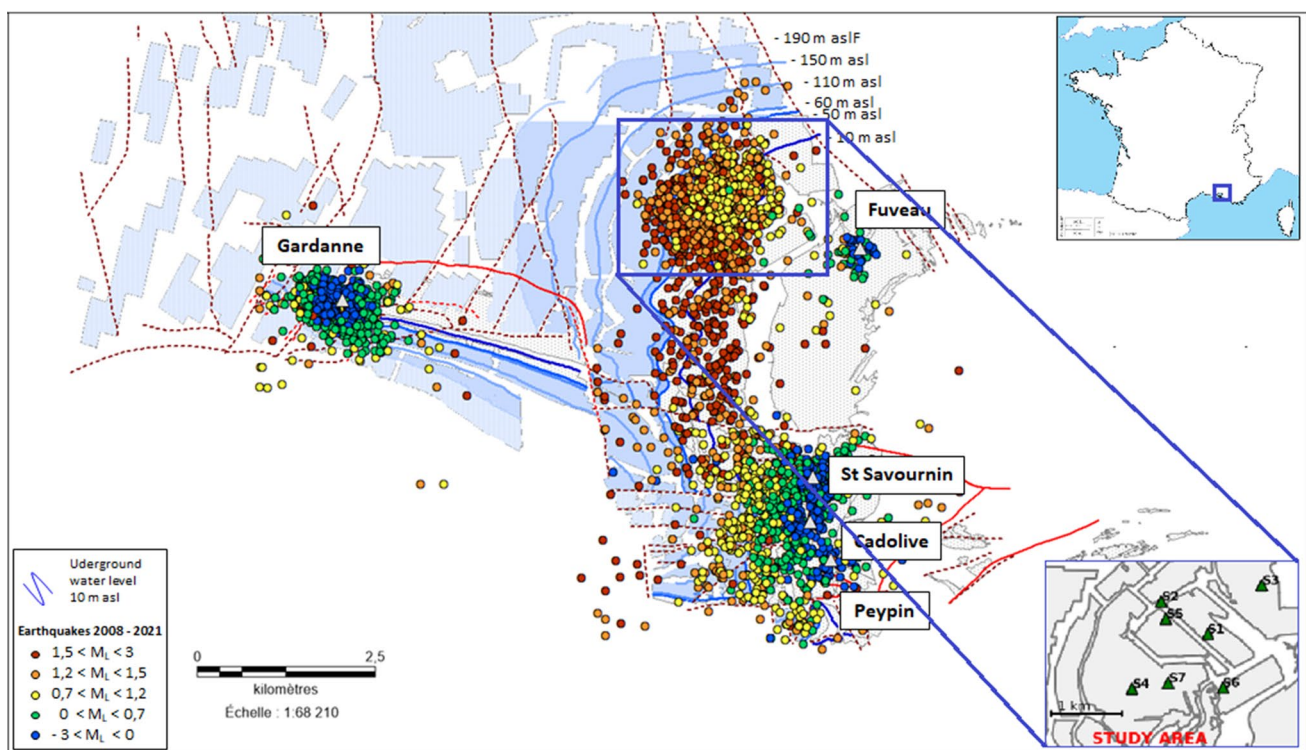 - 190 m aslF
- 150 m asl
- 110 m asl
- 60 m asl
50 m asl
- 10 m asl
Fuveau
Gardanne
St Savournin
Cadolive
Peypin
Uderground
water level
10 m asl
Earthquakes 2008 - 2021
1,5 < ML < 3
1,2 < ML < 1,5
0,7 < ML < 1,2
0 < ML < 0,7
- 3 < ML < 0
0 2,5
kilomètres
Échelle : 1:68 210
S3
S2
S5
S1
S7
S4
S6
1 km
STUDY AREA